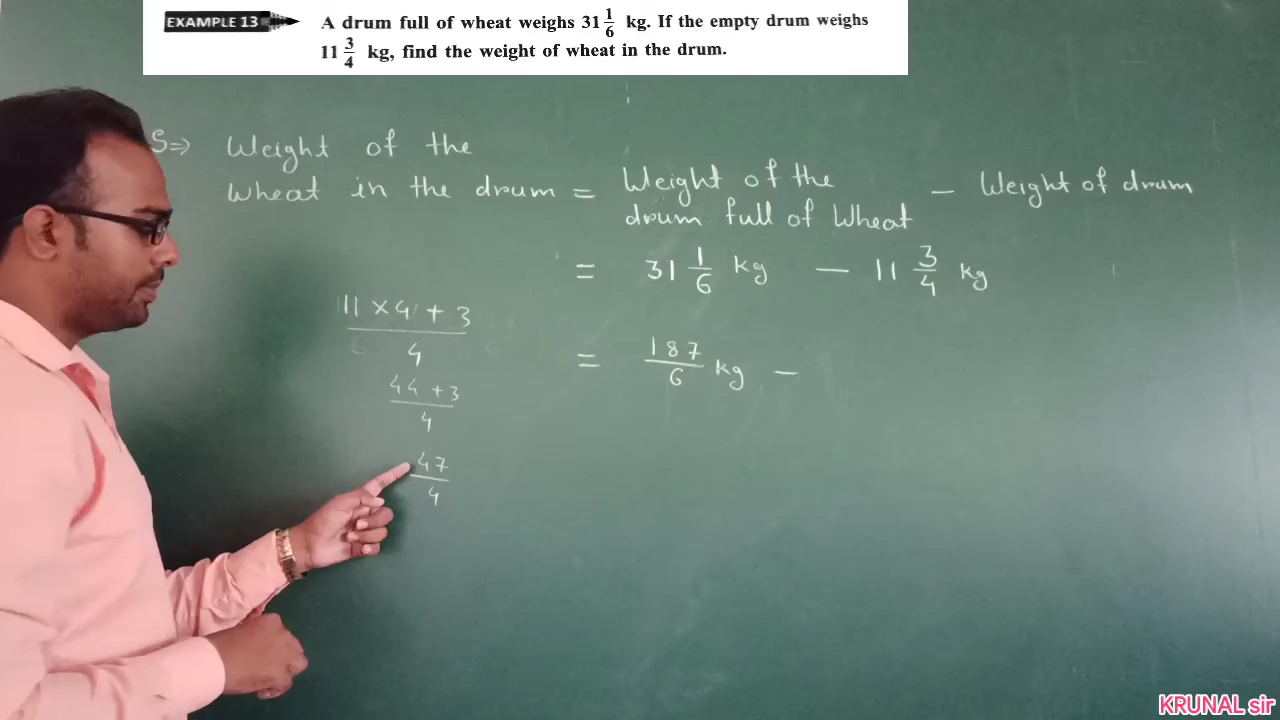 EXAMPLE 13 A drum full of wheat weighs 31 1/6 kg. If the empty drum weighs
11 3/4 kg, find the weight of wheat in the drum.
S⇒ Weight of the
wheat in the drum = Weight of the
drum full of Wheat − Weight of drum
= 31 1/6 kg − 11 3/4 kg
11 × 4 + 3
4
44 + 3
4
47
4
= 187/6 kg −
KRUNAL sir